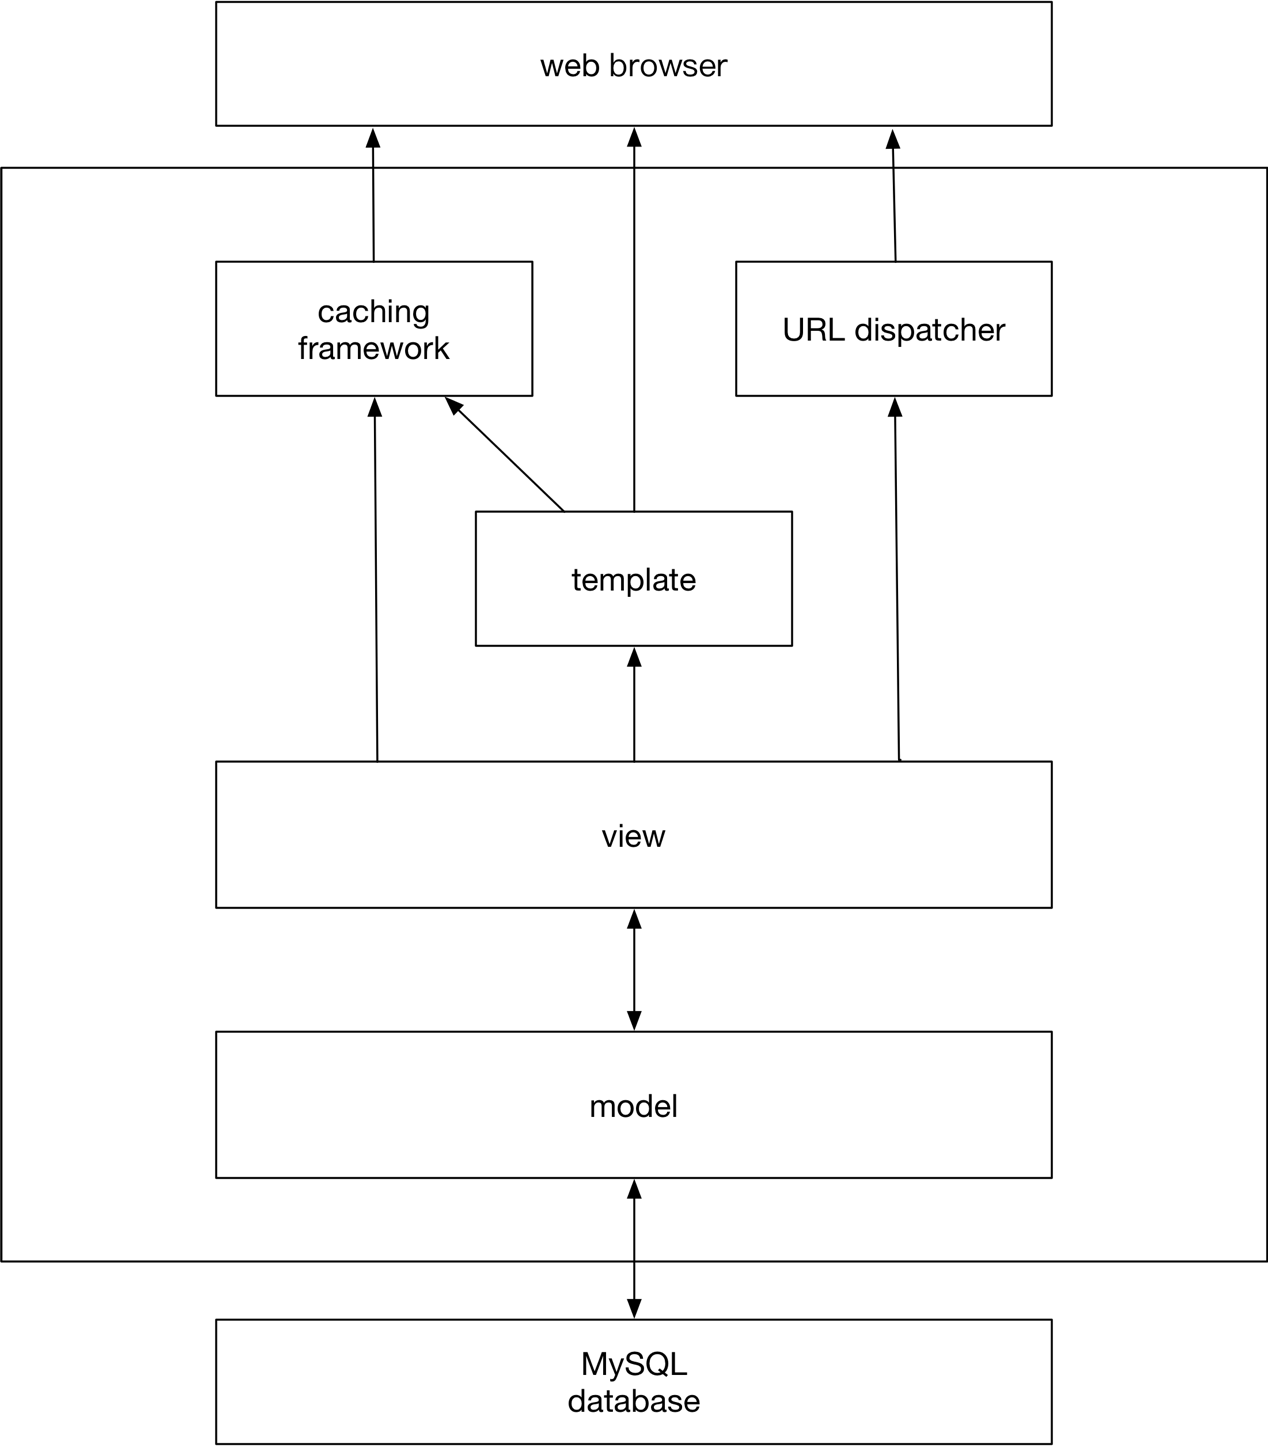 web browser
caching
framework
URL dispatcher
template
view
model
MySQL
database